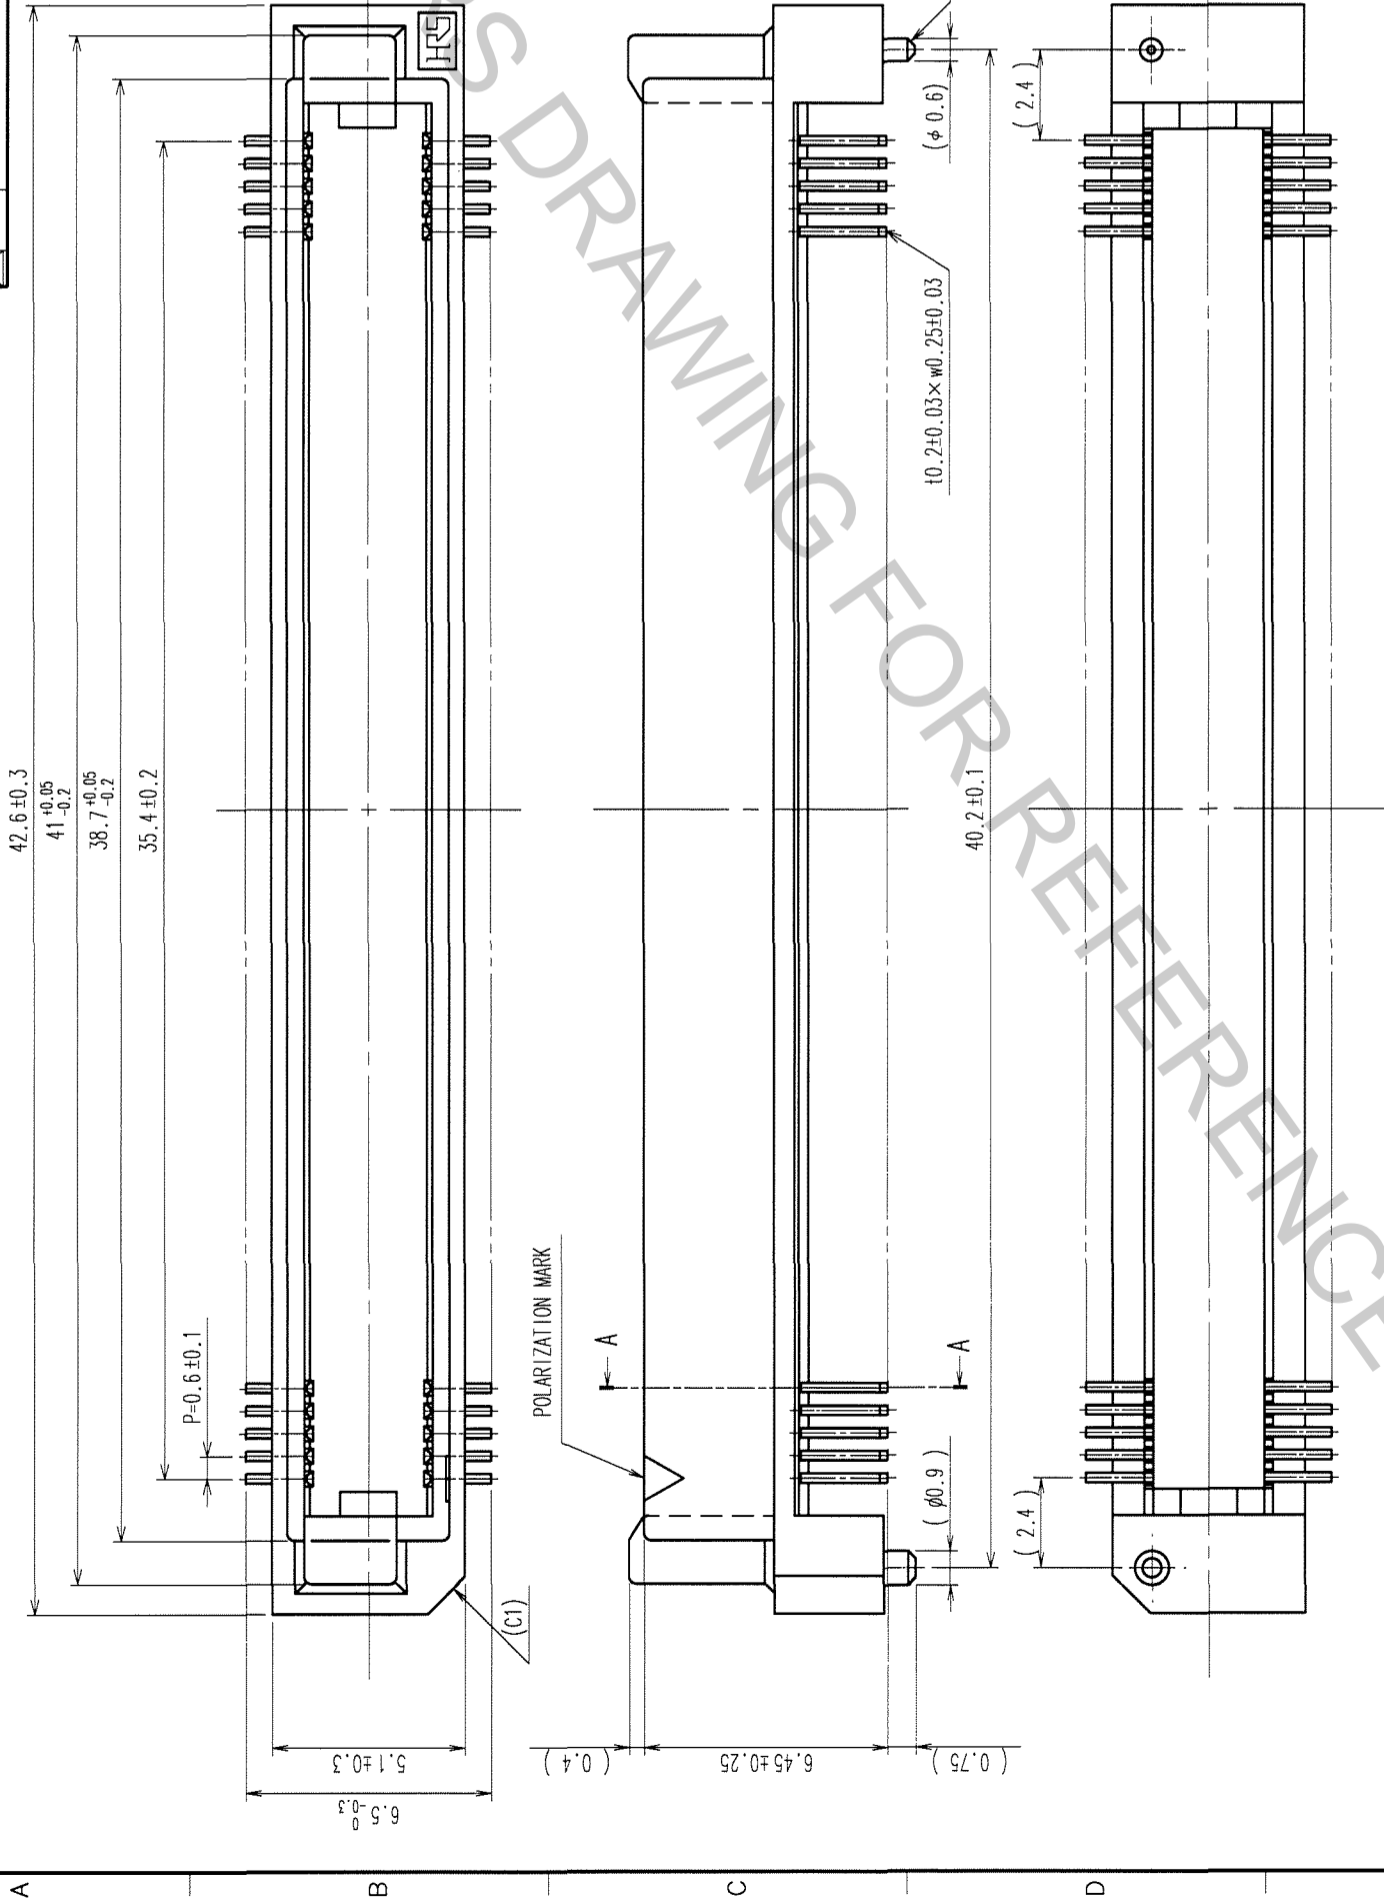 42.6±0.3
41 +0.05 -0.2
38.7 +0.05 -0.2
35.4±0.2
P=0.6±0.1
HRS
(C1)
5.1±0.3
6.5 0 -0.3
POLARIZATION MARK
A
A
(φ0.6)
t0.2±0.03×w0.25±0.03
40.2±0.1
(φ0.9)
(0.4)
6.45±0.25
(0.75)
(2.4)
(2.4)
S DRAWING FOR REFERENCE
A
B
C
D